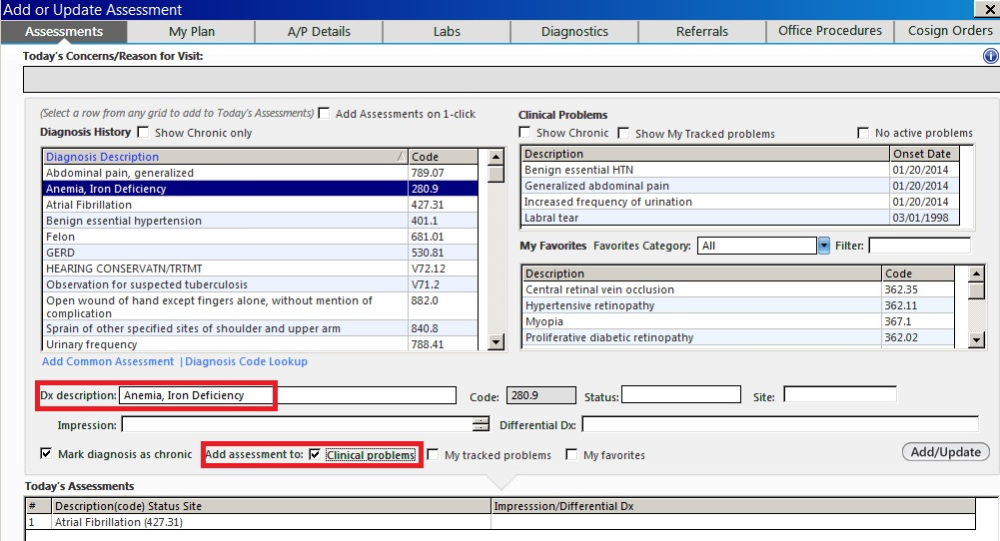 Add or Update Assessment
Assessments My Plan A/P Details Labs Diagnostics Referrals Office Procedures Cosign Orders
Today's Concerns/Reason for Visit:
(Select a row from any grid to add to Today's Assessments) Add Assessments on 1-click
Diagnosis History Show Chronic only
Diagnosis Description Code
Abdominal pain, generalized 789.07
Anemia, Iron Deficiency 280.9
Atrial Fibrillation 427.31
Benign essential hypertension 401.1
Felon 681.01
GERD 530.81
HEARING CONSERVATN/TRTMT V72.12
Observation for suspected tuberculosis V71.2
Open wound of hand except fingers alone, without mention of 882.0
complication
Sprain of other specified sites of shoulder and upper arm 840.8
Urinary frequency 788.41
Add Common Assessment | Diagnosis Code Lookup
Clinical Problems
Show Chronic Show My Tracked problems No active problems
Description Onset Date
Benign essential HTN 01/20/2014
Generalized abdominal pain 01/20/2014
Increased frequency of urination 01/20/2014
Labral tear 03/01/1998
My Favorites Favorites Category: All Filter:
Description Code
Central retinal vein occlusion 362.35
Hypertensive retinopathy 362.11
Myopia 367.1
Proliferative diabetic retinopathy 362.02
Dx description: Anemia, Iron Deficiency Code: 280.9 Status: Site:
Impression: Differential Dx:
Mark diagnosis as chronic Add assessment to: Clinical problems My tracked problems My favorites Add/Update
Today's Assessments
# Description(code) Status Site Impresssion/Differential Dx
1 Atrial Fibrillation (427.31)